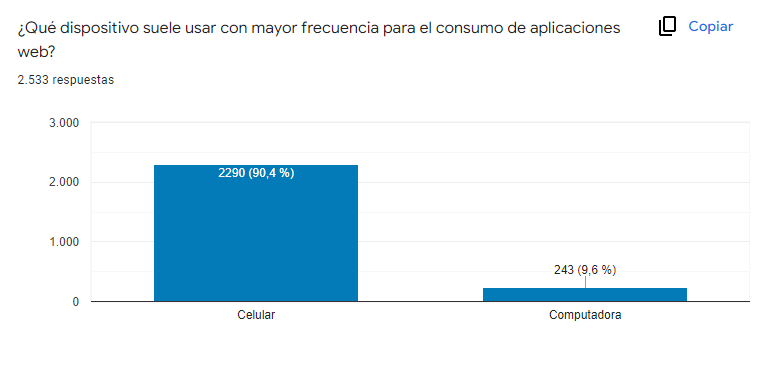 ¿Qué dispositivo suele usar con mayor frecuencia para el consumo de aplicaciones
web?
Copiar
2.533 respuestas
3.000
2.000
1.000
0
2290 (90,4 %)
243 (9,6 %)
Celular
Computadora